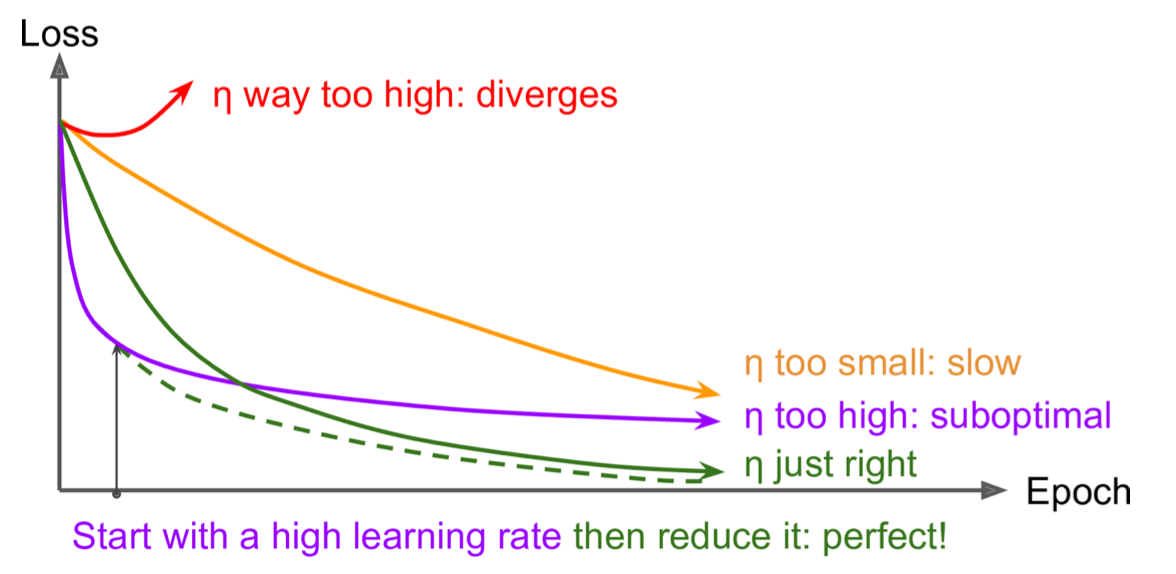 Loss
η way too high: diverges
η too small: slow
η too high: suboptimal
η just right
Epoch
Start with a high learning rate then reduce it: perfect!